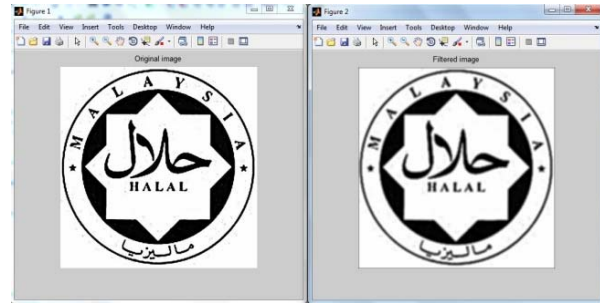 Figure 1
File Edit View Insert Tools Desktop Window Help
Original image
MALAYSIA
حلال
HALAL
ماليزيا
Figure 2
File Edit View Insert Tools Desktop Window Help
Filtered image
MALAYSIA
حلال
HALAL
ماليزيا